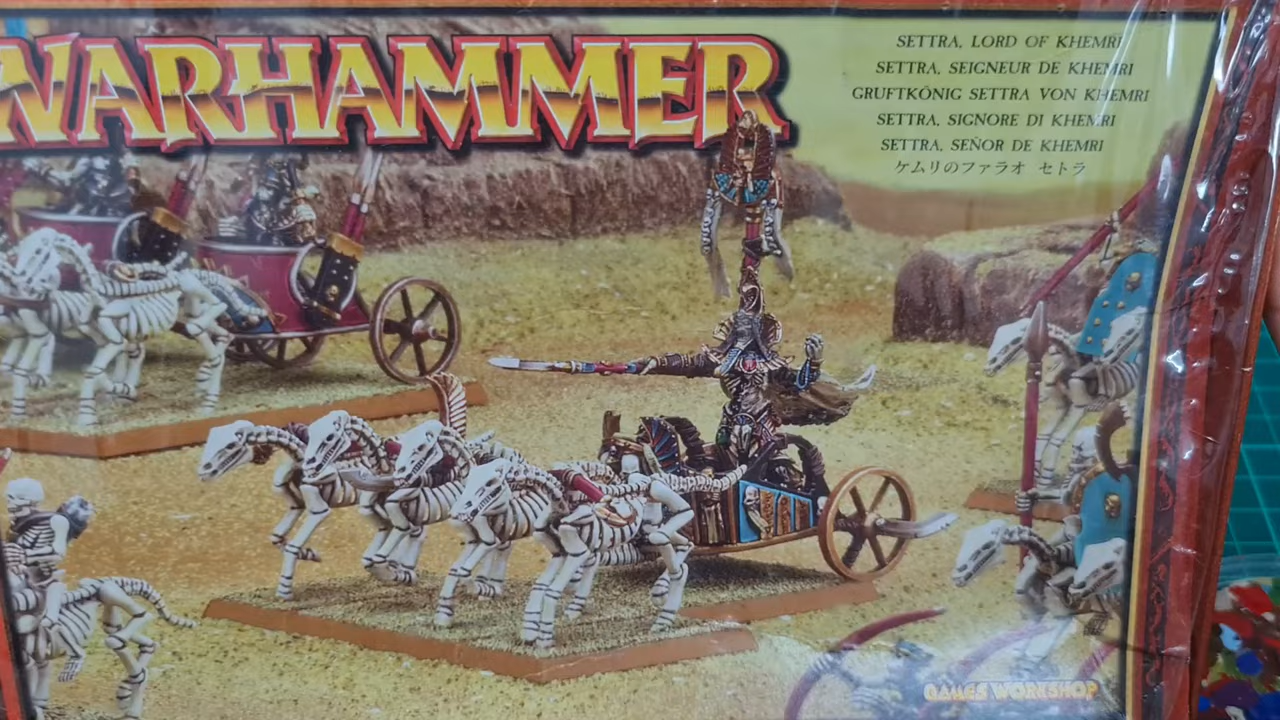 WARHAMMER
SETTRA, LORD OF KHEMRI
SETTRA, SEIGNEUR DE KHEMRI
GRUFTKÖNIG SETTRA VON KHEMRI
SETTRA, SIGNORE DI KHEMRI
SETTRA, SEÑOR DE KHEMRI
ケムリのファラオ セトラ
GAMES WORKSHOP